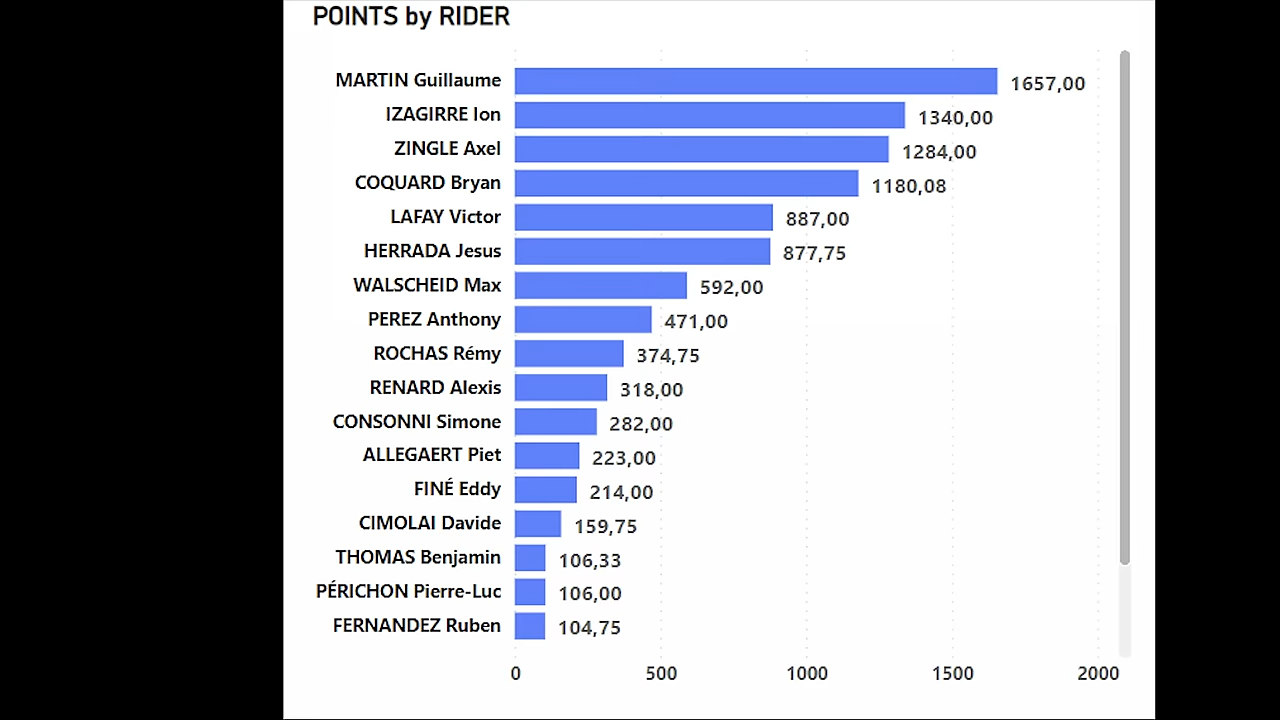 POINTS by RIDER
MARTIN Guillaume 1657,00
IZAGIRRE Ion 1340,00
ZINGLE Axel 1284,00
COQUARD Bryan 1180,08
LAFAY Victor 887,00
HERRADA Jesus 877,75
WALSCHEID Max 592,00
PEREZ Anthony 471,00
ROCHAS Rémy 374,75
RENARD Alexis 318,00
CONSONNI Simone 282,00
ALLEGAERT Piet 223,00
FINÉ Eddy 214,00
CIMOLAI Davide 159,75
THOMAS Benjamin 106,33
PÉRICHON Pierre-Luc 106,00
FERNANDEZ Ruben 104,75
0 500 1000 1500 2000